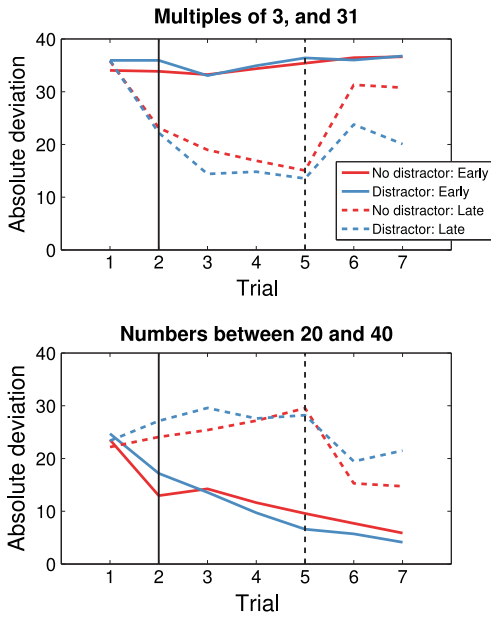 Multiples of 3, and 31
40
30
20
10
0
Absolute deviation
1 2 3 4 5 6 7
Trial
No distractor: Early
Distractor: Early
No distractor: Late
Distractor: Late
Numbers between 20 and 40
40
30
20
10
0
Absolute deviation
1 2 3 4 5 6 7
Trial